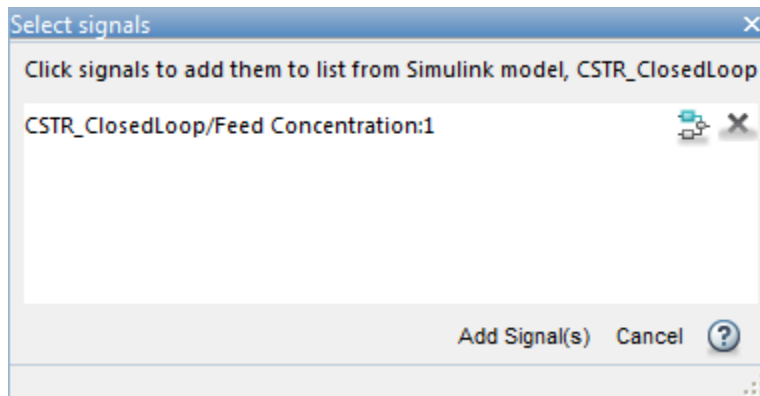 Select signals
Click signals to add them to list from Simulink model, CSTR_ClosedLoop
CSTR_ClosedLoop/Feed Concentration:1
Add Signal(s) Cancel ?